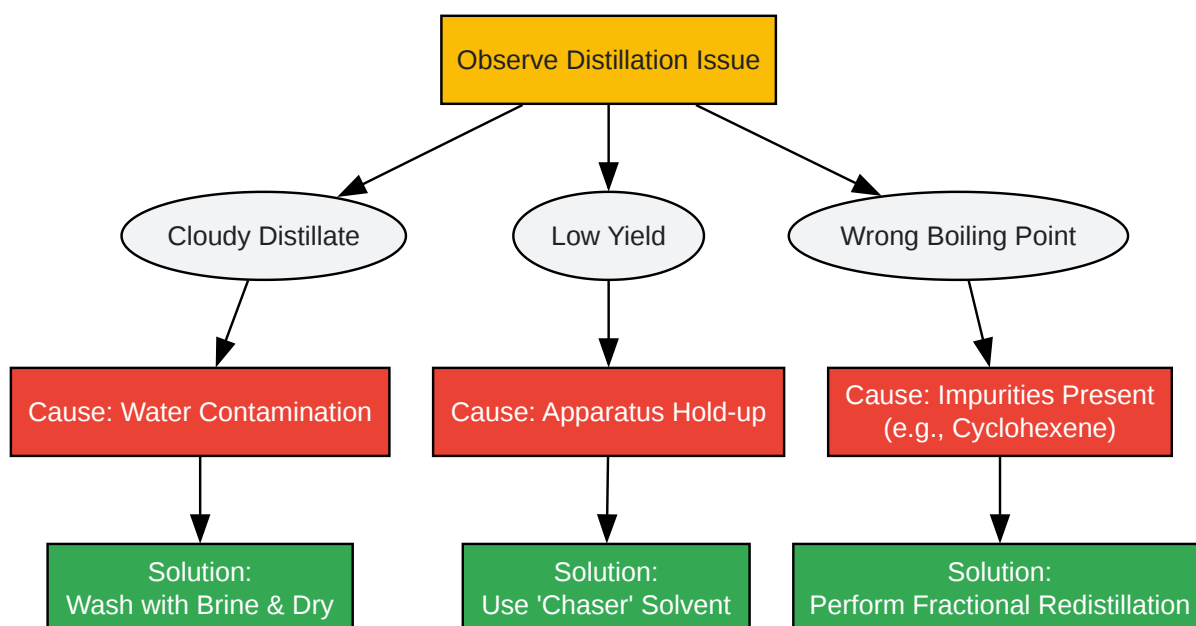 Observe Distillation Issue
Cloudy Distillate
Low Yield
Wrong Boiling Point
Cause: Water Contamination
Cause: Apparatus Hold-up
Cause: Impurities Present
(e.g., Cyclohexene)
Solution:
Wash with Brine & Dry
Solution:
Use 'Chaser' Solvent
Solution:
Perform Fractional Redistillation